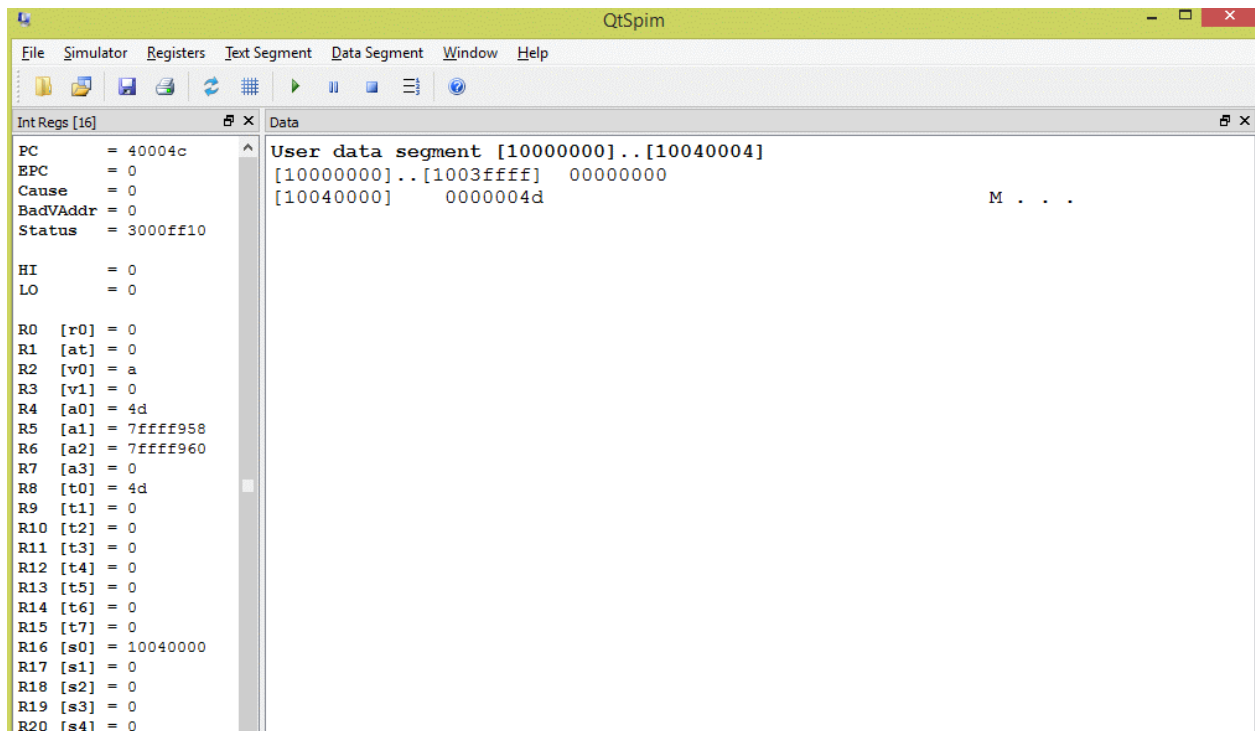 QtSpim
File Simulator Registers Text Segment Data Segment Window Help
Int Regs [16]
PC = 40004c
EPC = 0
Cause = 0
BadVAddr = 0
Status = 3000ff10
HI = 0
LO = 0
R0 [r0] = 0
R1 [at] = 0
R2 [v0] = a
R3 [v1] = 0
R4 [a0] = 4d
R5 [a1] = 7ffff958
R6 [a2] = 7ffff960
R7 [a3] = 0
R8 [t0] = 4d
R9 [t1] = 0
R10 [t2] = 0
R11 [t3] = 0
R12 [t4] = 0
R13 [t5] = 0
R14 [t6] = 0
R15 [t7] = 0
R16 [s0] = 10040000
R17 [s1] = 0
R18 [s2] = 0
R19 [s3] = 0
R20 [s4] = 0
Data
User data segment [10000000]..[10040004]
[10000000]..[1003ffff] 00000000
[10040000] 0000004d M . . .